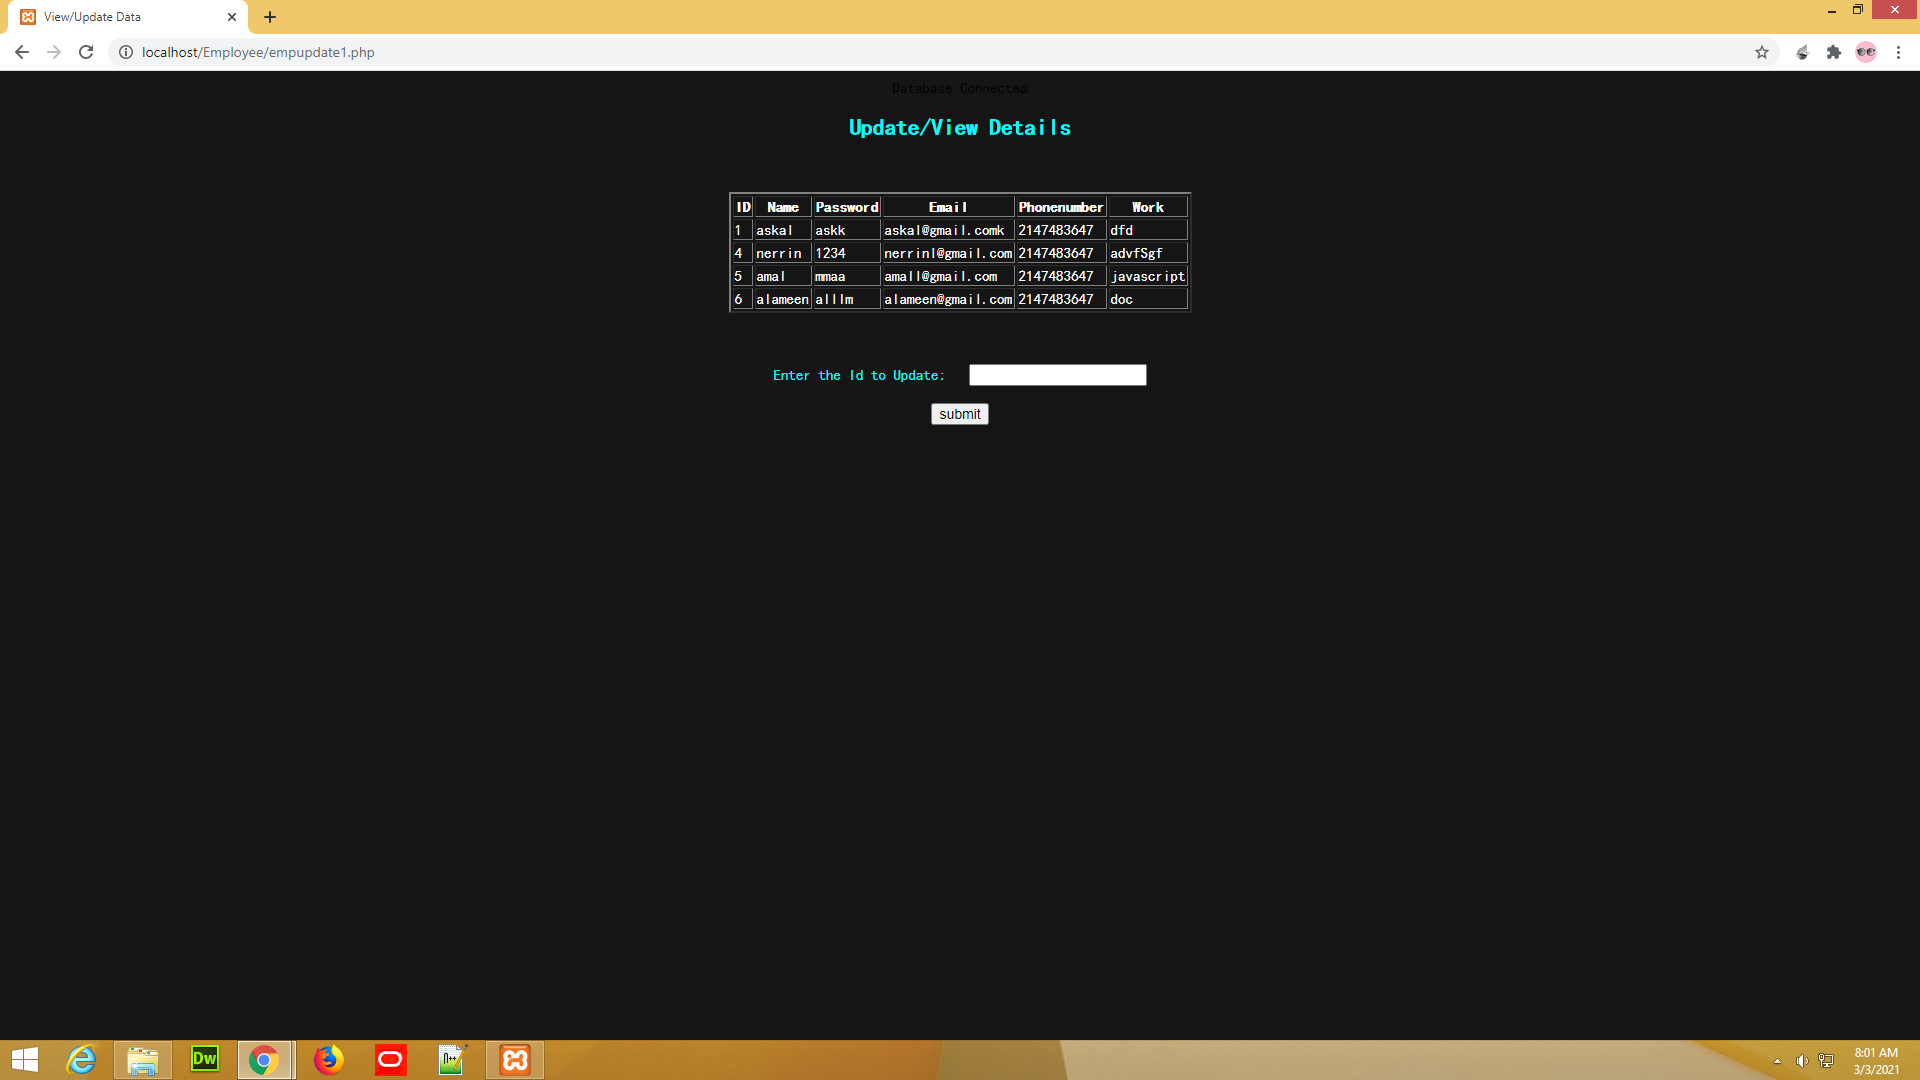 View/Update Data
localhost/Employee/empupdate1.php
Database Connected
Update/View Details
ID Name Password Email Phonenumber Work
1 askal askk askal@gmail.comk 2147483647 dfd
4 nerrin 1234 nerrinl@gmail.com 2147483647 advfSgf
5 amal mmaa amall@gmail.com 2147483647 javascript
6 alameen alllm alameen@gmail.com 2147483647 doc
Enter the Id to Update:
submit
Dw
8:01 AM
3/3/2021